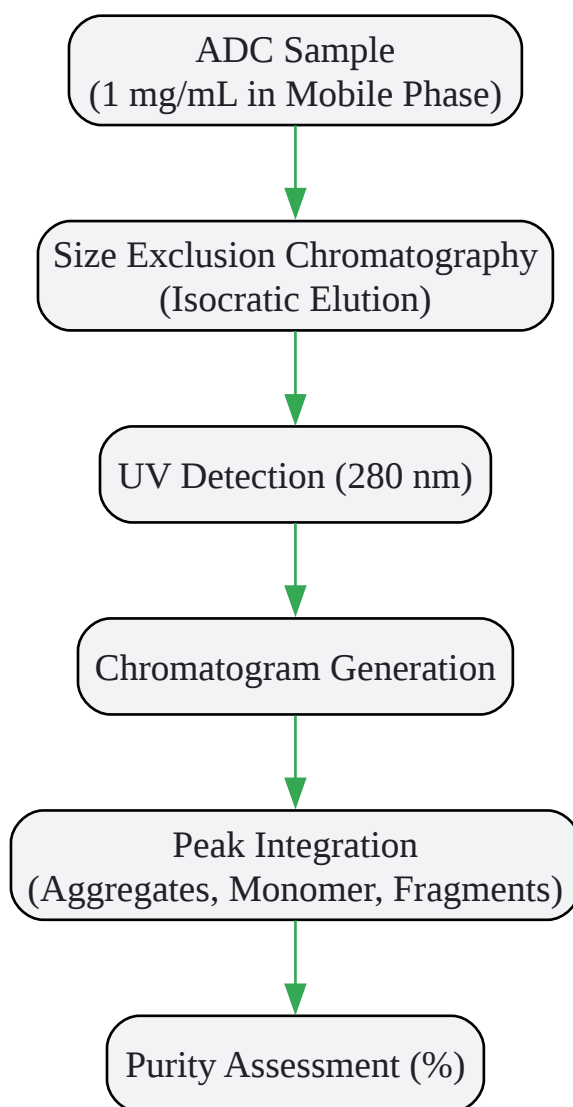 ADC Sample
(1 mg/mL in Mobile Phase)
Size Exclusion Chromatography
(Isocratic Elution)
UV Detection (280 nm)
Chromatogram Generation
Peak Integration
(Aggregates, Monomer, Fragments)
Purity Assessment (%)